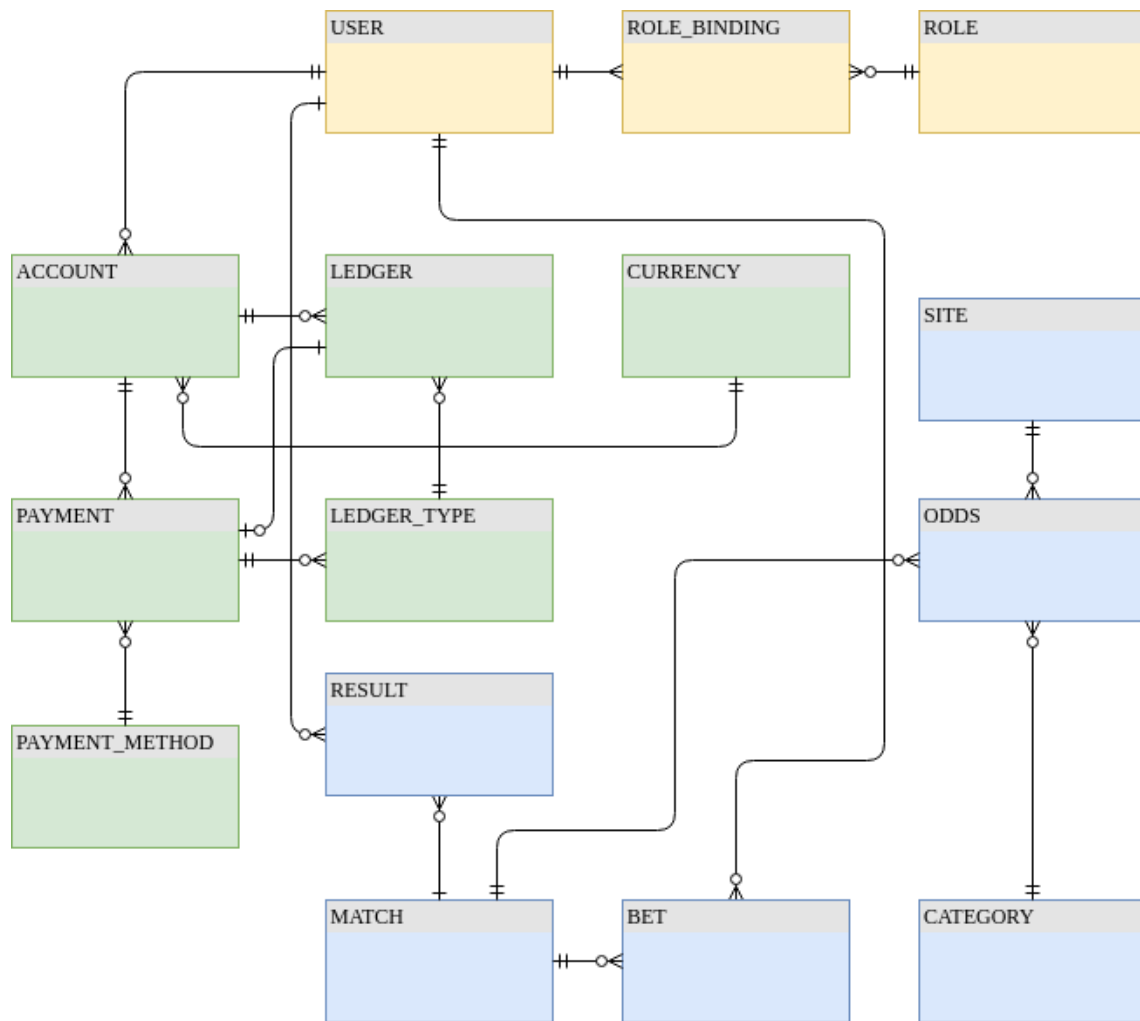 USER
ROLE_BINDING
ROLE
ACCOUNT
LEDGER
CURRENCY
SITE
PAYMENT
LEDGER_TYPE
ODDS
RESULT
PAYMENT_METHOD
MATCH
BET
CATEGORY